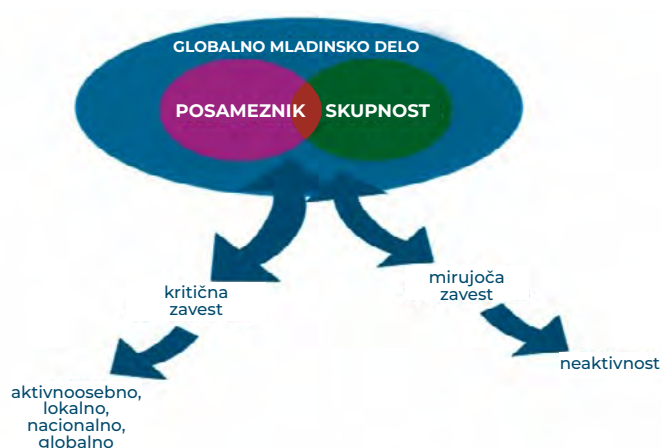 GLOBALNO MLADINSKO DELO
POSAMEZNIK
SKUPNOST
kritična
zavest
mirujoča
zavest
neaktivnost
aktivnoosebno,
lokalno,
nacionalno,
globalno